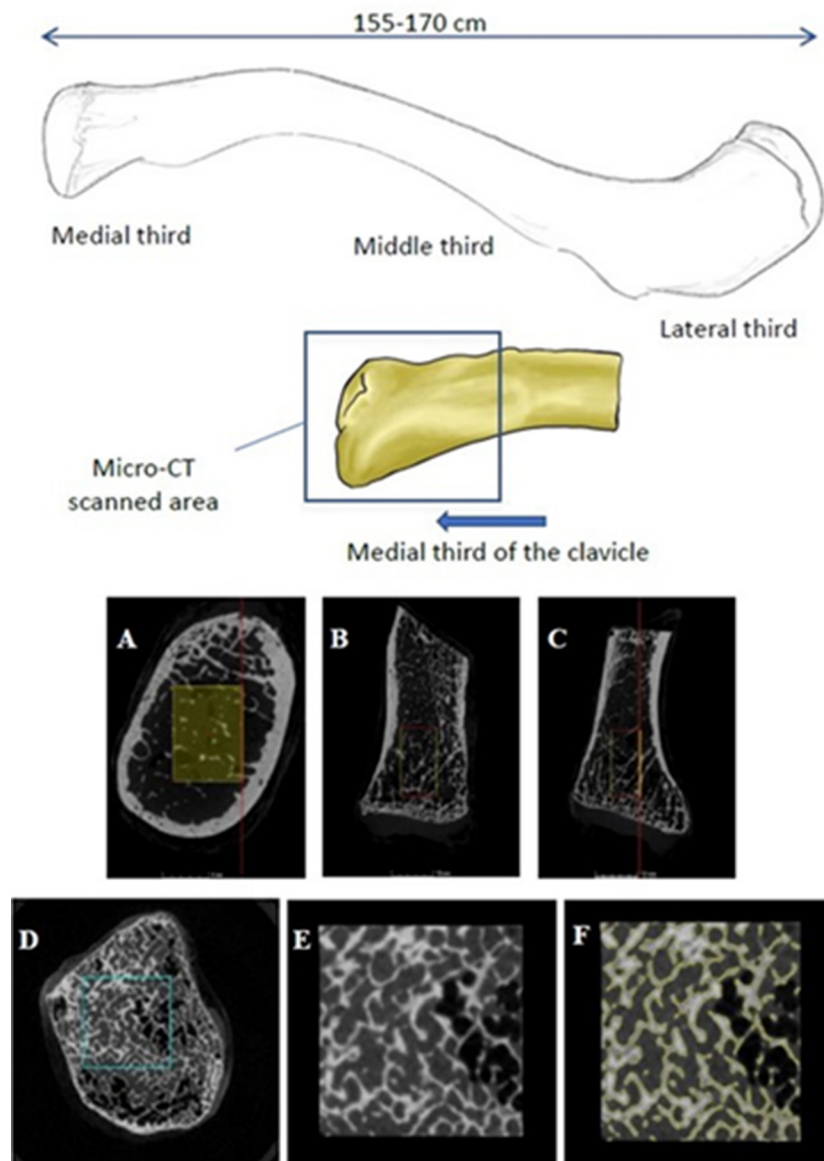 155-170 cm
Medial third
Middle third
Lateral third
Micro-CT
scanned area
Medial third of the clavicle
A
B
C
D
E
F